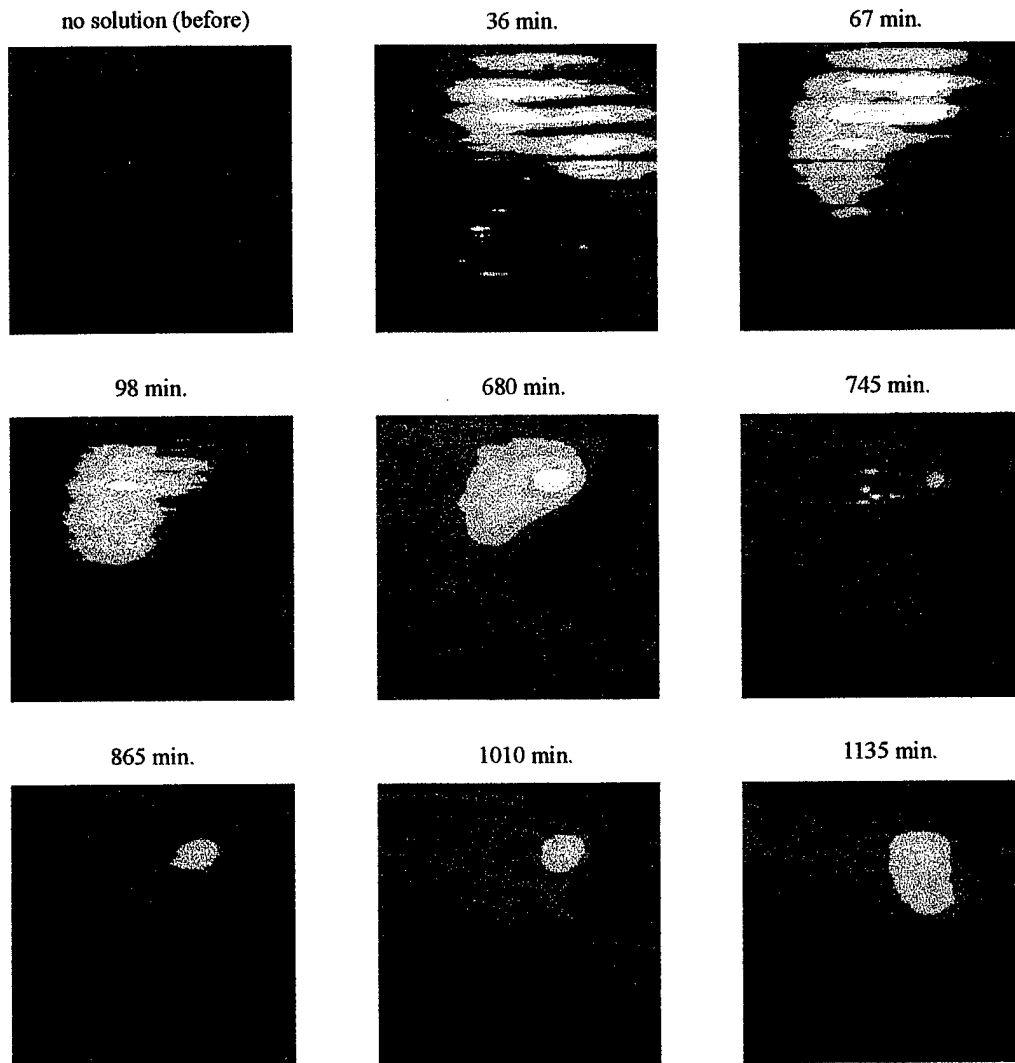 no solution (before)
36 min.
67 min.
98 min.
680 min.
745 min.
865 min.
1010 min.
1135 min.